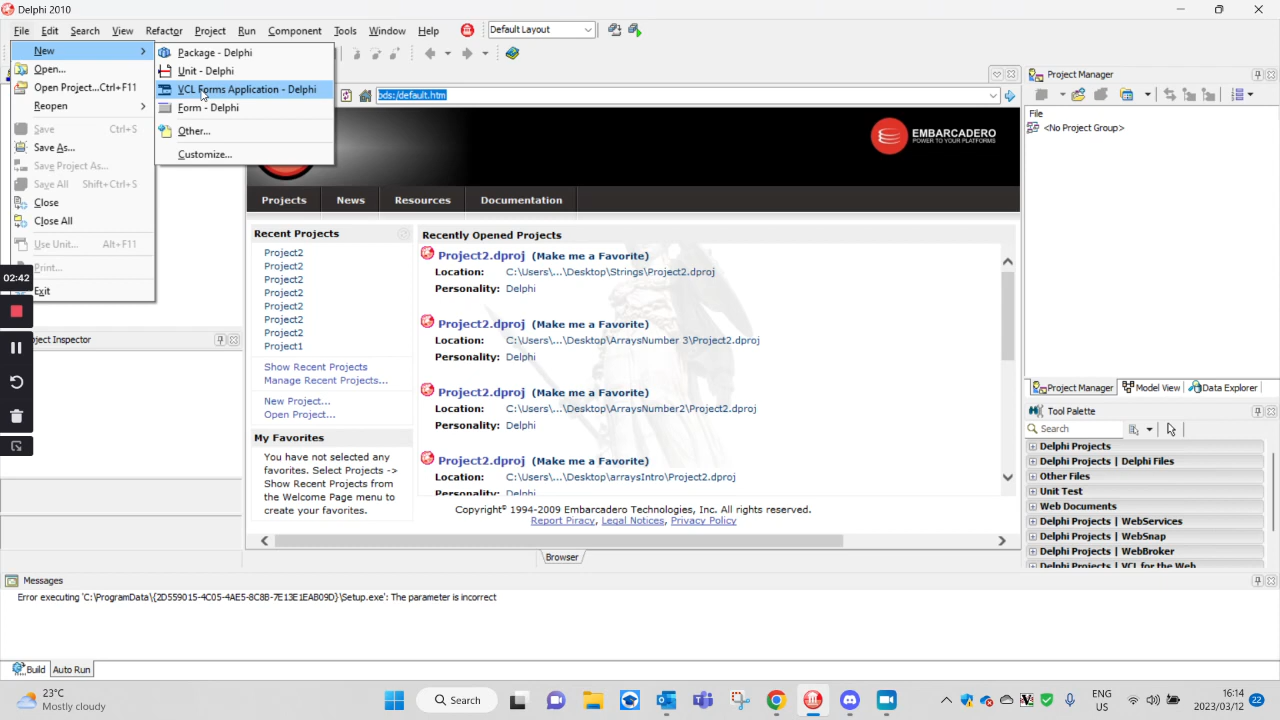 Delphi 2010
File Edit Search View Refactor Project Run Component Tools Window Help Default Layout
New
Open...
Open Project...Ctrl+F11
Reopen
Save Ctrl+S
Save As...
Save Project As...
Save All Shift+Ctrl+S
Close
Close All
Use Unit... Alt+F11
Print...
Exit
Package - Delphi
Unit - Delphi
VCL Forms Application - Delphi
Form - Delphi
Other...
Customize...
bds:/default.htm
EMBARCADERO
POWER TO YOUR PLATFORMS
Projects News Resources Documentation
Recent Projects
Project2
Project2
Project2
Project2
Project2
Project2
Project2
Project1
Show Recent Projects
Manage Recent Projects...
New Project...
Open Project...
My Favorites
You have not selected any
favorites. Select Projects ->
Show Recent Projects from
the Welcome Page menu to
create your favorites.
Recently Opened Projects
Project2.dproj (Make me a Favorite)
Location: C:\Users\...\Desktop\Strings\Project2.dproj
Personality: Delphi
Project2.dproj (Make me a Favorite)
Location: C:\Users\...\Desktop\ArraysNumber 3\Project2.dproj
Personality: Delphi
Project2.dproj (Make me a Favorite)
Location: C:\Users\...\Desktop\ArraysNumber2\Project2.dproj
Personality: Delphi
Project2.dproj (Make me a Favorite)
Location: C:\Users\...\Desktop\arraysIntro\Project2.dproj
Personality: Delphi
Copyright© 1994-2009 Embarcadero Technologies, Inc. All rights reserved.
Report Piracy, Legal Notices, Privacy Policy
Browser
Project Manager
File
<No Project Group>
Project Manager Model View Data Explorer
Tool Palette
Search
Delphi Projects
Delphi Projects | Delphi Files
Other Files
Unit Test
Web Documents
Delphi Projects | WebServices
Delphi Projects | WebSnap
Delphi Projects | WebBroker
Delphi Projects | VCL for the Web
02:42
ject Inspector
Messages
Error executing 'C:\ProgramData\{2D559015-4C05-4AE5-8C8B-7E13E1EAB09D}\Setup.exe': The parameter is incorrect
Build Auto Run
23°C
Mostly cloudy
Search
ENG
US
16:14
2023/03/12
22